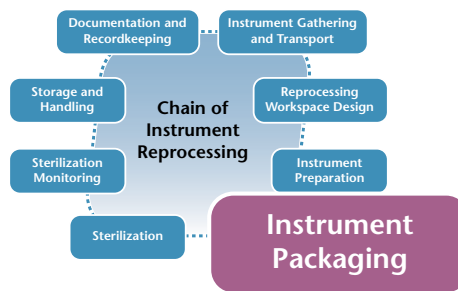 Documentation and
Recordkeeping
Instrument Gathering
and Transport
Storage and
Handling
Chain of
Instrument
Reprocessing
Reprocessing
Workspace Design
Sterilization
Monitoring
Instrument
Preparation
Sterilization
Instrument
Packaging